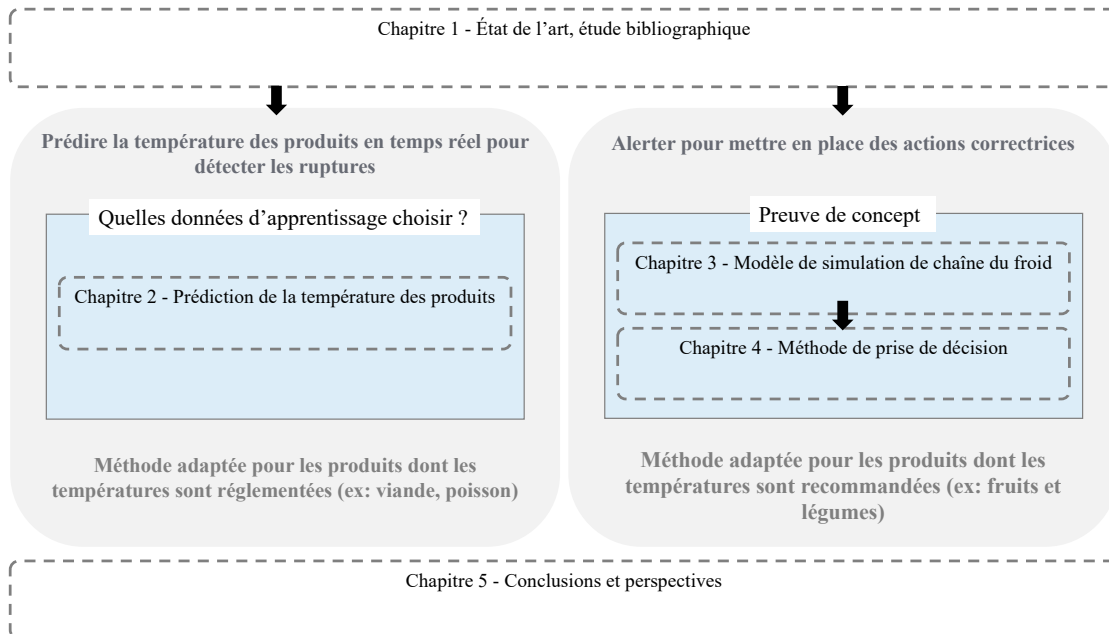 Chapitre 1 - État de l’art, étude bibliographique
Prédire la température des produits en temps réel pour
détecter les ruptures
Quelles données d’apprentissage choisir ?
Chapitre 2 - Prédiction de la température des produits
Méthode adaptée pour les produits dont les
températures sont réglementées (ex: viande, poisson)
Alerter pour mettre en place des actions correctrices
Preuve de concept
Chapitre 3 - Modèle de simulation de chaîne du froid
Chapitre 4 - Méthode de prise de décision
Méthode adaptée pour les produits dont les
températures sont recommandées (ex: fruits et
légumes)
Chapitre 5 - Conclusions et perspectives